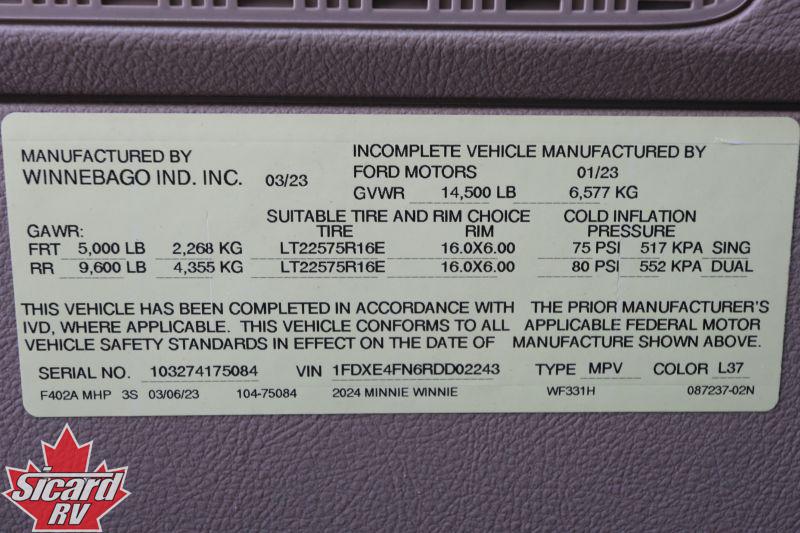 MANUFACTURED BY
WINNEBAGO IND. INC. 03/23
INCOMPLETE VEHICLE MANUFACTURED BY
FORD MOTORS 01/23
GVWR 14,500 LB 6,577 KG
GAWR:
SUITABLE TIRE AND RIM CHOICE
TIRE RIM
COLD INFLATION
PRESSURE
FRT 5,000 LB 2,268 KG LT22575R16E 16.0X6.00 75 PSI 517 KPA SING
RR 9,600 LB 4,355 KG LT22575R16E 16.0X6.00 80 PSI 552 KPA DUAL
THIS VEHICLE HAS BEEN COMPLETED IN ACCORDANCE WITH THE PRIOR MANUFACTURER'S
IVD, WHERE APPLICABLE. THIS VEHICLE CONFORMS TO ALL APPLICABLE FEDERAL MOTOR
VEHICLE SAFETY STANDARDS IN EFFECT ON THE DATE OF MANUFACTURE SHOWN ABOVE.
SERIAL NO. 103274175084 VIN 1FDXE4FN6RDD02243 TYPE MPV COLOR L37
F402A MHP 3S 03/06/23 104-75084 2024 MINNIE WINNIE WF331H 087237-02N
Sicard
RV